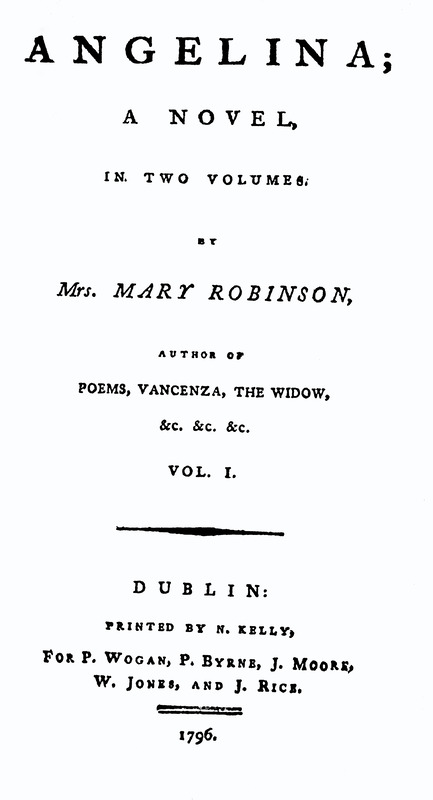 ANGELINA;
A NOVEL,
IN TWO VOLUMES.
BY
Mrs. MARY ROBINSON,
AUTHOR OF
POEMS, VANCENZA, THE WIDOW,
&c. &c. &c.
VOL. I.
DUBLIN:
PRINTED BY N. KELLY,
FOR P. WOGAN, P. BYRNE, J. MOORE,
W. JONES, AND J. RICE.
1796.